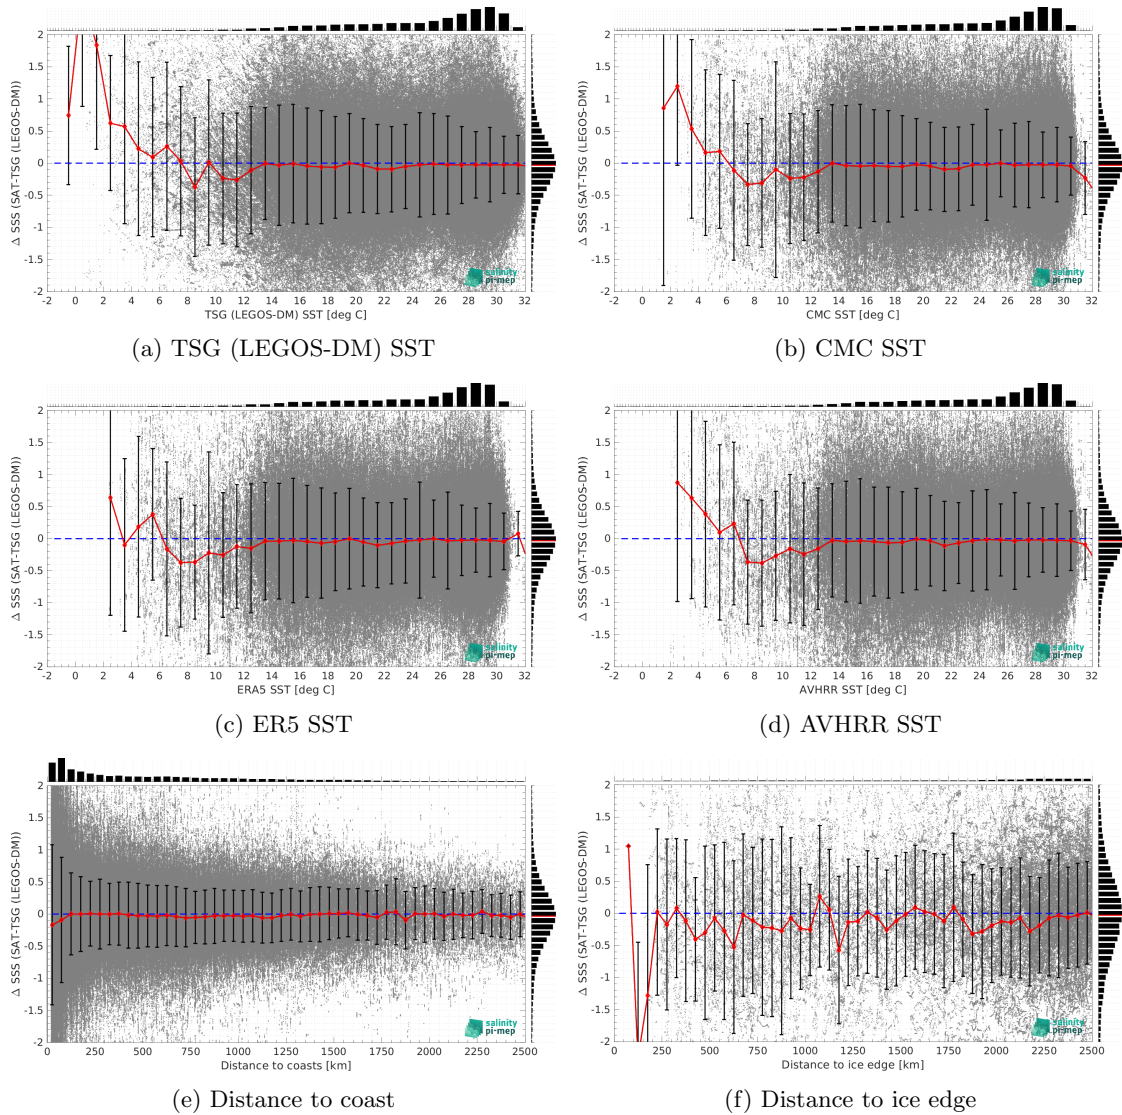 2
1.5
1
0.5
0
-0.5
-1
-1.5
-2
Δ SSS (SAT-TSG (LEGOS-DM))
-2 0 2 4 6 8 10 12 14 16 18 20 22 24 26 28 30 32
TSG (LEGOS-DM) SST [deg C]
salinity
pi-mep
(a) TSG (LEGOS-DM) SST
2
1.5
1
0.5
0
-0.5
-1
-1.5
-2
Δ SSS (SAT-TSG (LEGOS-DM))
-2 0 2 4 6 8 10 12 14 16 18 20 22 24 26 28 30 32
CMC SST [deg C]
salinity
pi-mep
(b) CMC SST
2
1.5
1
0.5
0
-0.5
-1
-1.5
-2
Δ SSS (SAT-TSG (LEGOS-DM))
-2 0 2 4 6 8 10 12 14 16 18 20 22 24 26 28 30 32
ERA5 SST [deg C]
salinity
pi-mep
(c) ER5 SST
2
1.5
1
0.5
0
-0.5
-1
-1.5
-2
Δ SSS (SAT-TSG (LEGOS-DM))
-2 0 2 4 6 8 10 12 14 16 18 20 22 24 26 28 30 32
AVHRR SST [deg C]
salinity
pi-mep
(d) AVHRR SST
2
1.5
1
0.5
0
-0.5
-1
-1.5
-2
Δ SSS (SAT-TSG (LEGOS-DM))
0 250 500 750 1000 1250 1500 1750 2000 2250 2500
Distance to coasts [km]
salinity
pi-mep
(e) Distance to coast
2
1.5
1
0.5
0
-0.5
-1
-1.5
-2
Δ SSS (SAT-TSG (LEGOS-DM))
0 250 500 750 1000 1250 1500 1750 2000 2250 2500
Distance to ice edge [km]
salinity
pi-mep
(f) Distance to ice edge